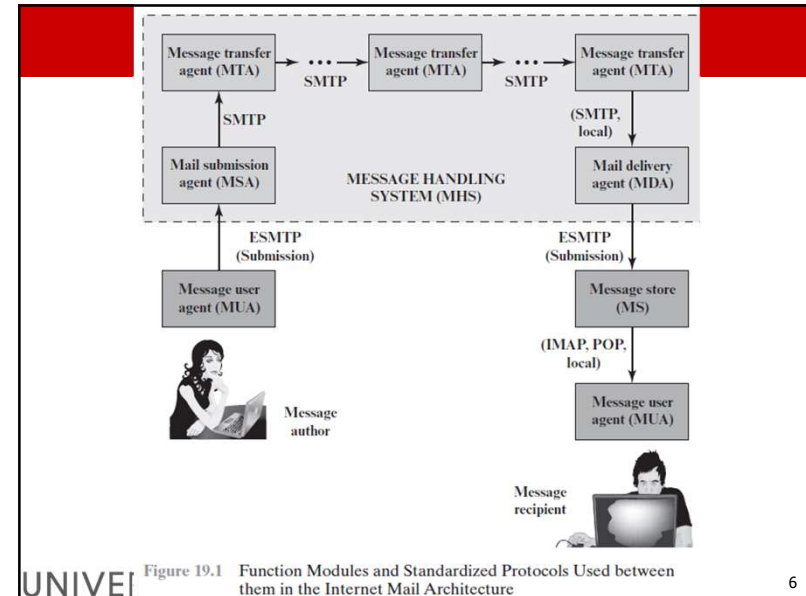 Message transfer
agent (MTA)
SMTP
Message transfer
agent (MTA)
SMTP
Message transfer
agent (MTA)
SMTP
(SMTP,
local)
Mail submission
agent (MSA)
MESSAGE HANDLING
SYSTEM (MHS)
Mail delivery
agent (MDA)
ESMTP
(Submission)
ESMTP
(Submission)
Message user
agent (MUA)
Message store
(MS)
(IMAP, POP,
local)
Message
author
Message user
agent (MUA)
Message
recipient
Figure 19.1 Function Modules and Standardized Protocols Used between
them in the Internet Mail Architecture
6